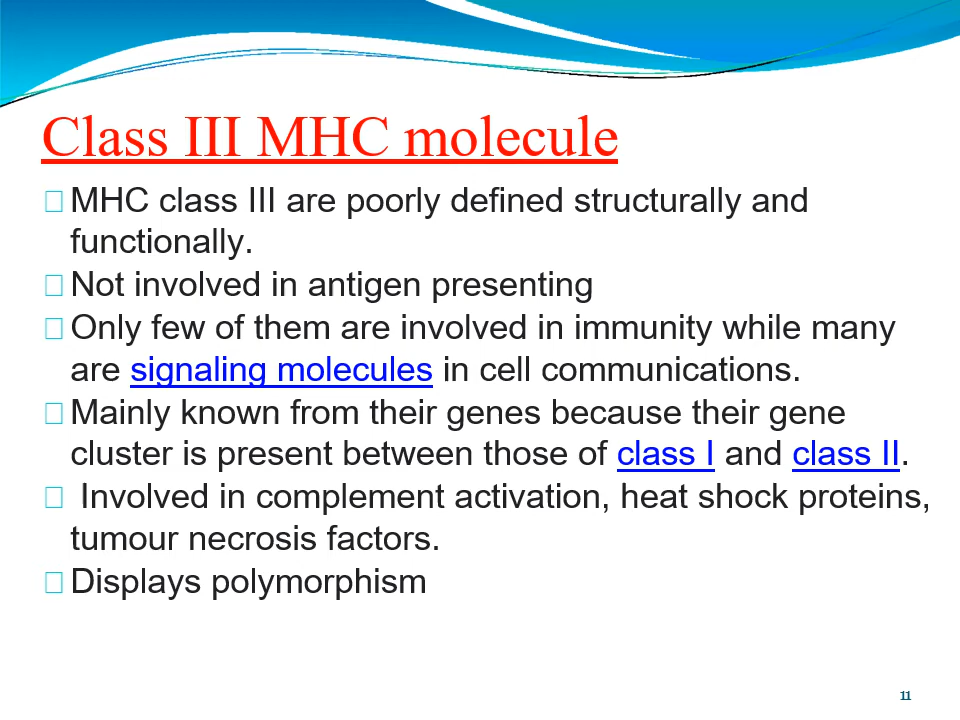 Class III MHC molecule
MHC class III are poorly defined structurally and
functionally.
Not involved in antigen presenting
Only few of them are involved in immunity while many
are signaling molecules in cell communications.
Mainly known from their genes because their gene
cluster is present between those of class I and class II.
Involved in complement activation, heat shock proteins,
tumour necrosis factors.
Displays polymorphism
11